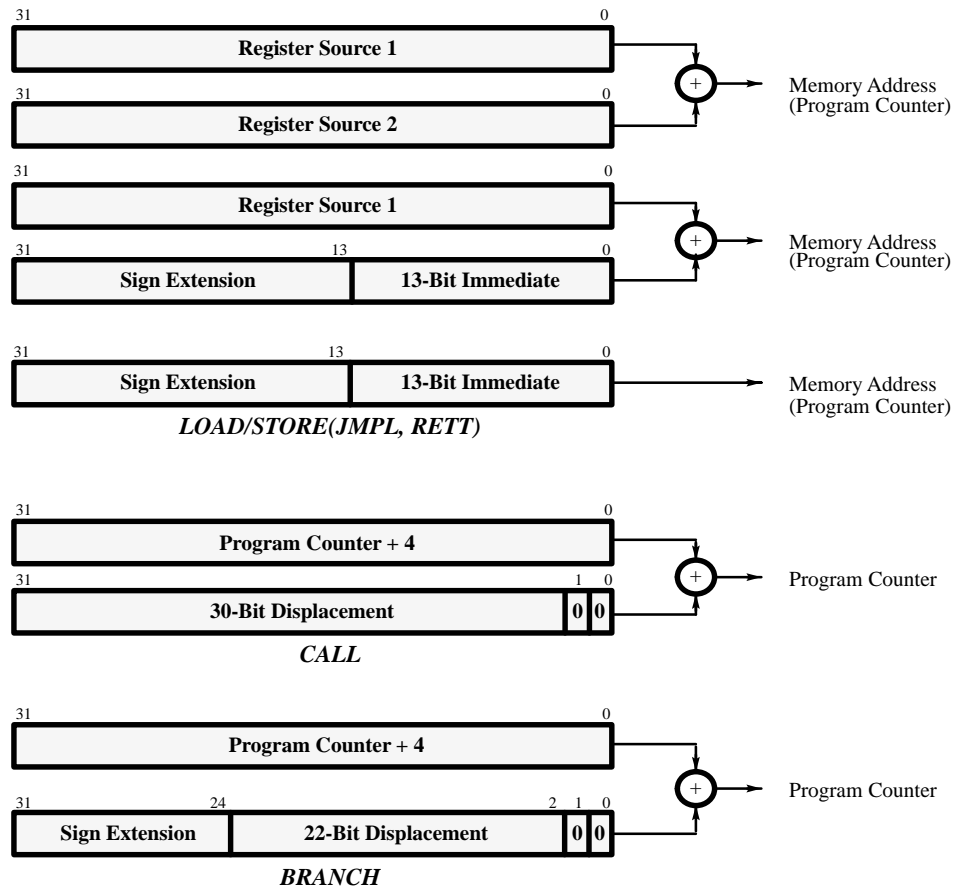 31 0
Register Source 1
+
Memory Address
(Program Counter)
31 0
Register Source 2
31 0
Register Source 1
+
Memory Address
(Program Counter)
31 13 0
Sign Extension 13-Bit Immediate
31 13 0
Sign Extension 13-Bit Immediate
Memory Address
(Program Counter)
LOAD/STORE(JMPL, RETT)
31 0
Program Counter + 4
+
Program Counter
31 1 0
30-Bit Displacement 0 0
CALL
31 0
Program Counter + 4
+
Program Counter
31 24 2 1 0
Sign Extension 22-Bit Displacement 0 0
BRANCH